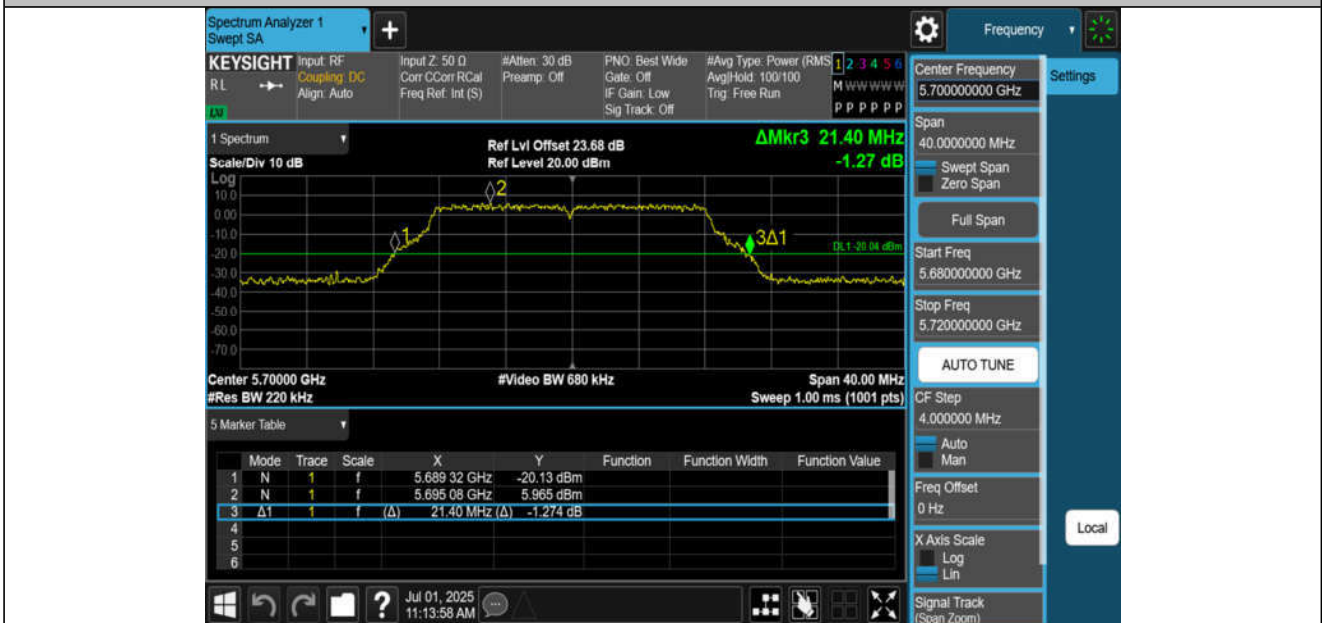 Spectrum Analyzer 1
Swept SA
+
Frequency
KEYSIGHT
RL
LXI
Input: RF
Coupling: DC
Align: Auto
Input Z: 50 Ω
Corr CCorr RCal
Freq Ref: Int (S)
#Atten: 30 dB
Preamp: Off
PNO: Best Wide
Gate: Off
IF Gain: Low
Sig Track: Off
#Avg Type: Power (RMS
Avg|Hold: 100/100
Trig: Free Run
1 2 3 4 5 6
M W W W W W
P P P P P P
1 Spectrum
Scale/Div 10 dB
Ref Lvl Offset 23.68 dB
Ref Level 20.00 dBm
ΔMkr3 21.40 MHz
-1.27 dB
Log
10.0
0.00
-10.0
-20.0
-30.0
-40.0
-50.0
-60.0
-70.0
1
2
3Δ1
DL1 -20.04 dBm
Center 5.70000 GHz
#Video BW 680 kHz
Span 40.00 MHz
#Res BW 220 kHz
Sweep 1.00 ms (1001 pts)
5 Marker Table
Mode Trace Scale X Y Function Function Width Function Value
1 N 1 f 5.689 32 GHz -20.13 dBm
2 N 1 f 5.695 08 GHz 5.965 dBm
3 Δ1 1 f (Δ) 21.40 MHz (Δ) -1.274 dB
4
5
6
?
Jul 01, 2025
11:13:58 AM
Center Frequency
5.700000000 GHz
Settings
Span
40.0000000 MHz
Swept Span
Zero Span
Full Span
Start Freq
5.680000000 GHz
Stop Freq
5.720000000 GHz
AUTO TUNE
CF Step
4.000000 MHz
Auto
Man
Freq Offset
0 Hz
X Axis Scale
Log
Lin
Local
Signal Track
(Span Zoom)